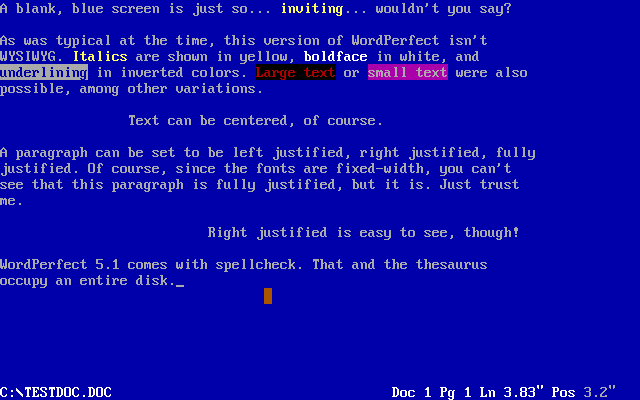 A blank, blue screen is just so... inviting... wouldn't you say?
As was typical at the time, this version of WordPerfect isn't
WYSIWYG. Italics are shown in yellow, boldface in white, and
underlining in inverted colors. Large text or small text were also
possible, among other variations.
Text can be centered, of course.
A paragraph can be set to be left justified, right justified, fully
justified. Of course, since the fonts are fixed-width, you can't
see that this paragraph is fully justified, but it is. Just trust
me.
Right justified is easy to see, though!
WordPerfect 5.1 comes with spellcheck. That and the thesaurus
occupy an entire disk._
C:\TESTDOC.DOC Doc 1 Pg 1 Ln 3.83" Pos 3.2"